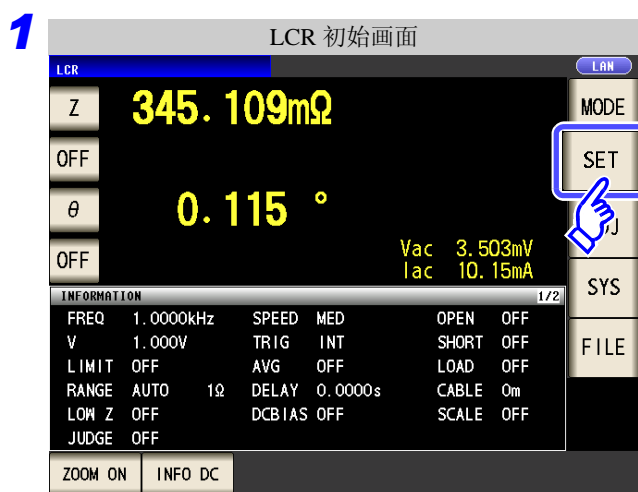 1
LCR 初始画面
LCR
LAN
Z 345.109mΩ
MODE
OFF
SET
θ 0.115 °
OFF
Vac 3.503mV
Iac 10.15mA
SYS
INFORMATION 1/2
FREQ 1.0000kHz SPEED MED OPEN OFF
V 1.000V TRIG INT SHORT OFF
FILE
LIMIT OFF AVG OFF LOAD OFF
RANGE AUTO 1Ω DELAY 0.0000s CABLE 0m
LOW Z OFF DCBIAS OFF SCALE OFF
JUDGE OFF
ZOOM ON INFO DC